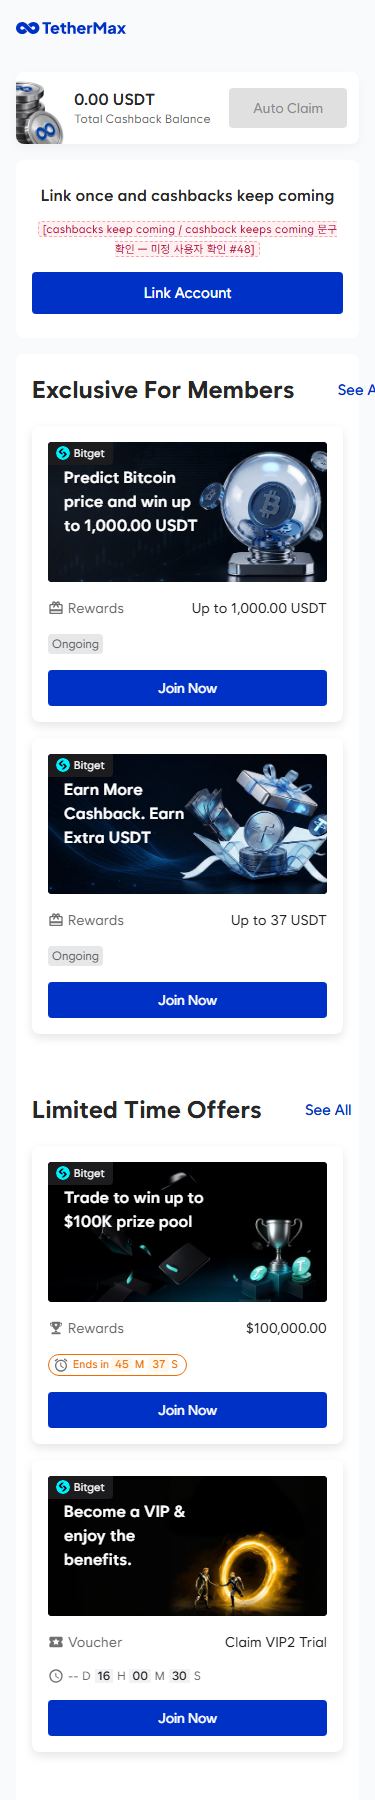 TetherMax
0.00 USDT
Total Cashback Balance
Auto Claim
Link once and cashbacks keep coming
[cashbacks keep coming / cashback keeps coming 문구
확인 — 미정 사용자 확인 #48]
Link Account
Exclusive For Members
See A
Bitget
Predict Bitcoin
price and win up
to 1,000.00 USDT
Rewards
Up to 1,000.00 USDT
Ongoing
Join Now
Bitget
Earn More
Cashback. Earn
Extra USDT
Rewards
Up to 37 USDT
Ongoing
Join Now
Limited Time Offers
See All
Bitget
Trade to win up to
$100K prize pool
Rewards
$100,000.00
Ends in 45 M 37 S
Join Now
Bitget
Become a VIP &
enjoy the
benefits.
Voucher
Claim VIP2 Trial
-- D 16 H 00 M 30 S
Join Now